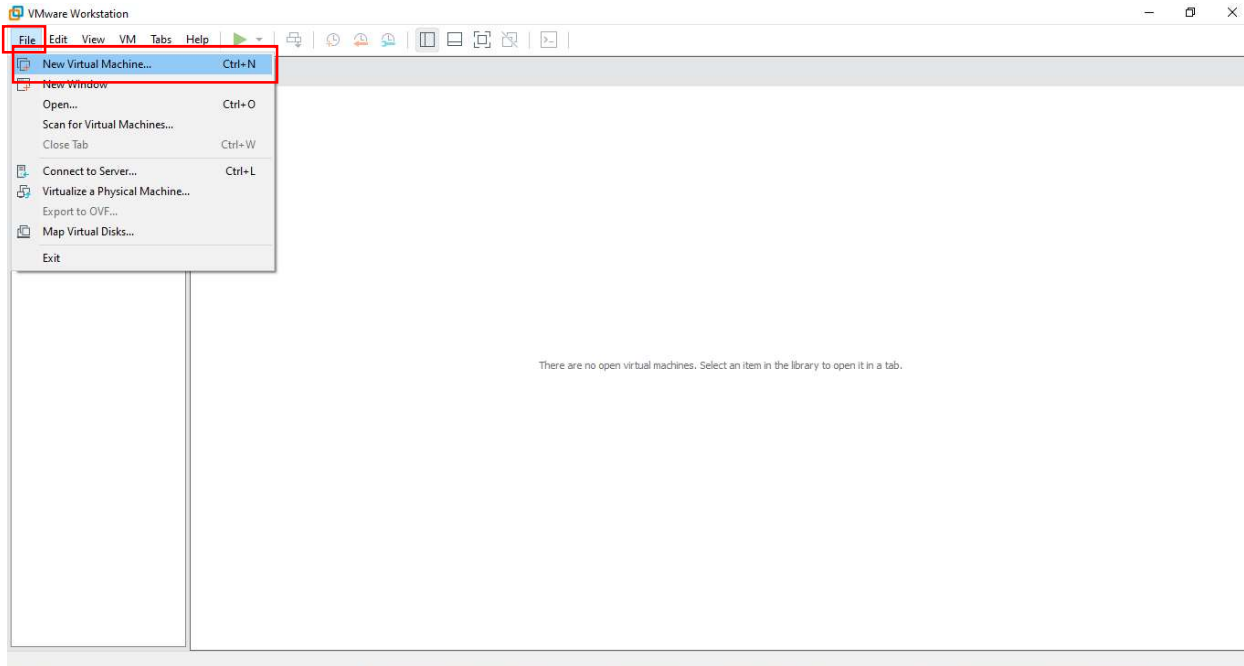 VMware Workstation
File Edit View VM Tabs Help
New Virtual Machine... Ctrl+N
New Window
Open... Ctrl+O
Scan for Virtual Machines...
Close Tab Ctrl+W
Connect to Server... Ctrl+L
Virtualize a Physical Machine...
Export to OVF...
Map Virtual Disks...
Exit
There are no open virtual machines. Select an item in the library to open it in a tab.